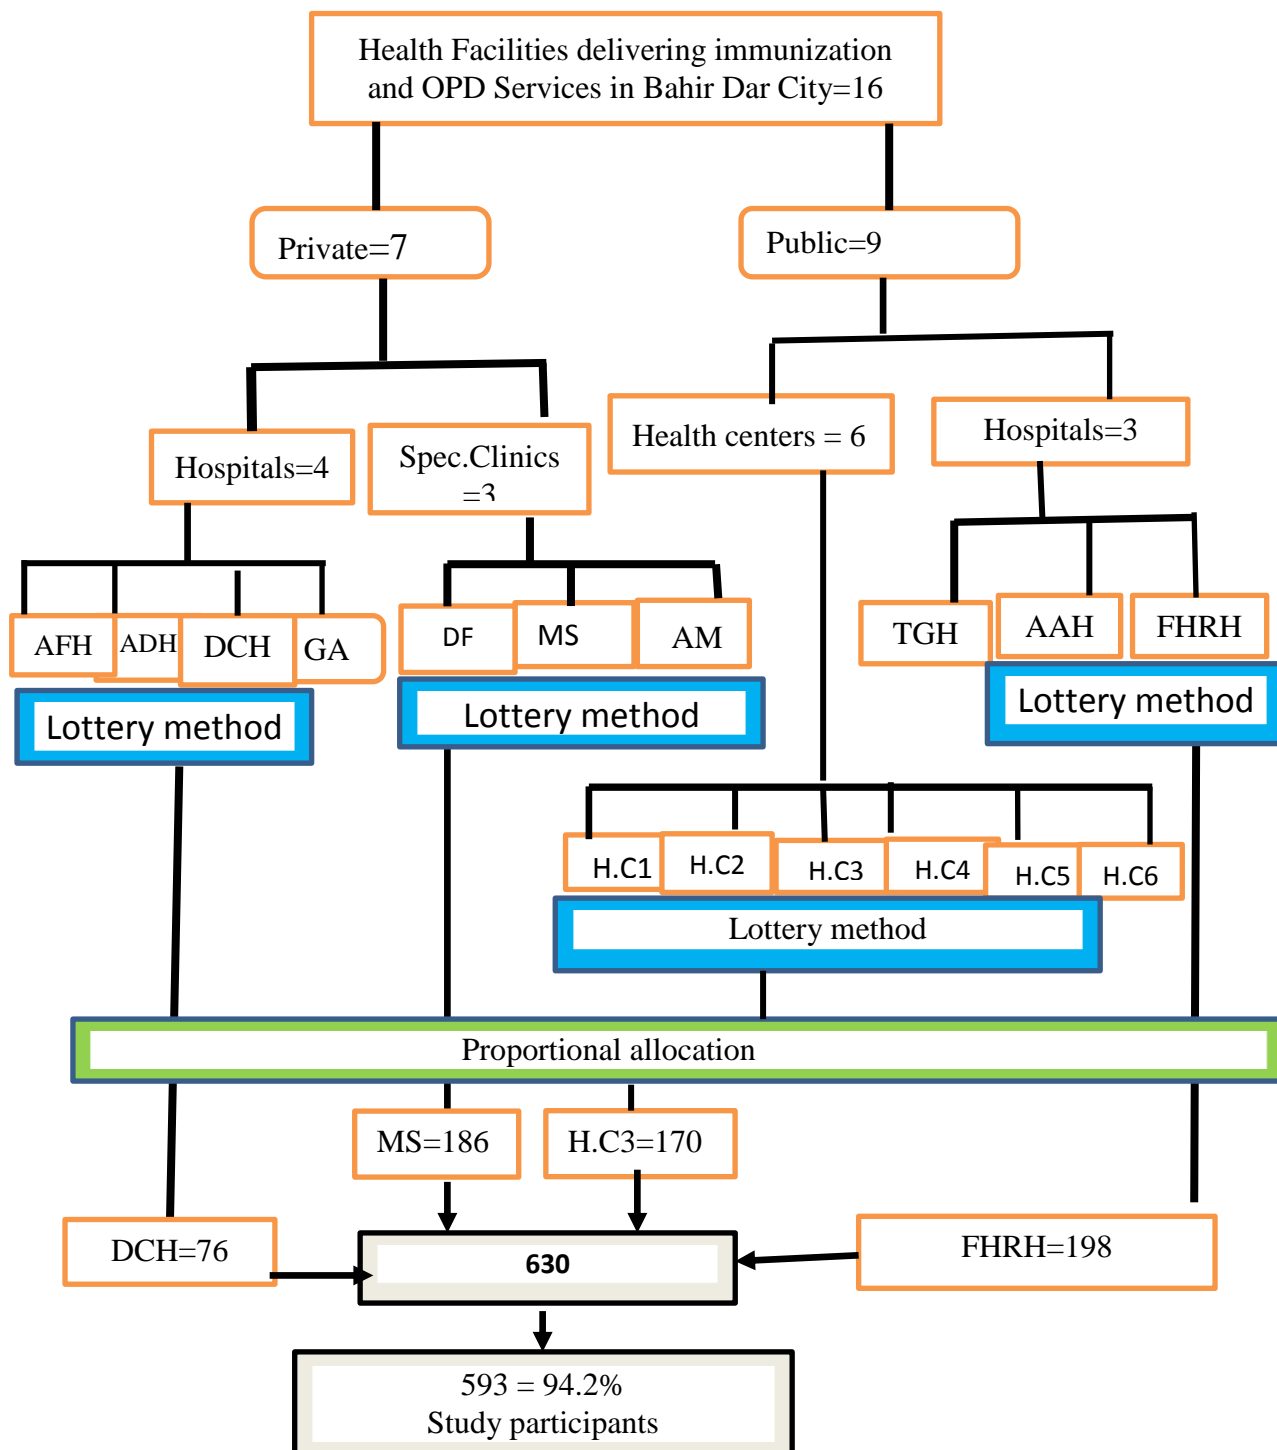 Health Facilities delivering immunization
and OPD Services in Bahir Dar City=16
Private=7
Public=9
Hospitals=4
Spec.Clinics
=3
Health centers = 6
Hospitals=3
AFH
ADH
DCH
GA
DF
MS
AM
TGH
AAH
FHRH
Lottery method
Lottery method
Lottery method
H.C1
H.C2
H.C3
H.C4
H.C5
H.C6
Lottery method
Proportional allocation
MS=186
H.C3=170
DCH=76
630
FHRH=198
593 = 94.2%
Study participants